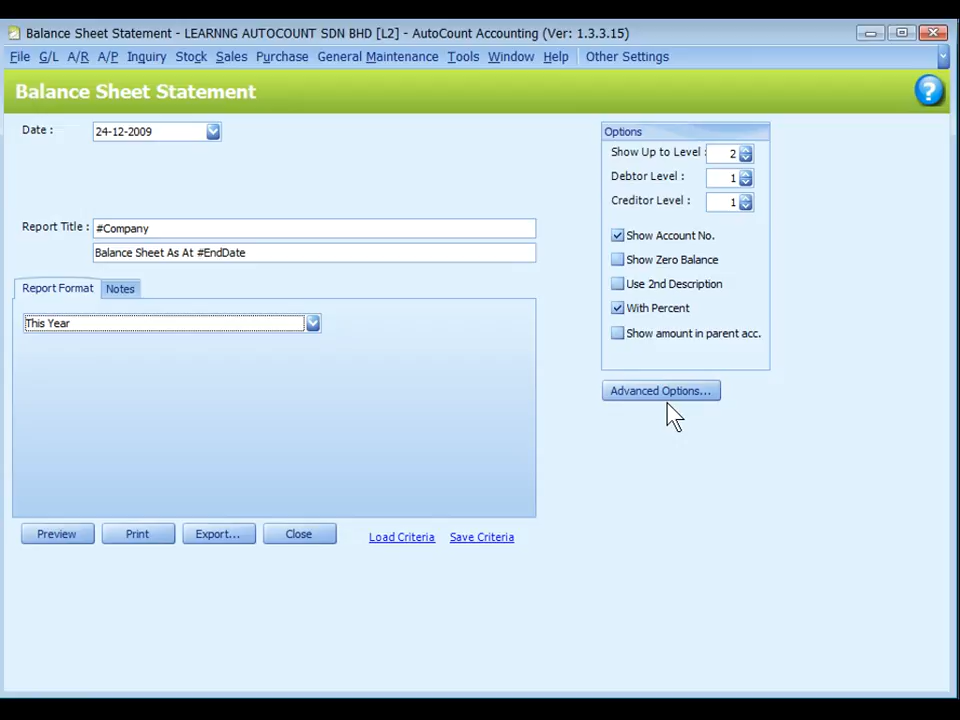 Balance Sheet Statement - LEARNNG AUTOCOUNT SDN BHD [L2] - AutoCount Accounting (Ver: 1.3.3.15)
File G/L A/R A/P Inquiry Stock Sales Purchase General Maintenance Tools Window Help Other Settings
Balance Sheet Statement
?
Date : 24-12-2009
Options
Show Up to Level : 2
Debtor Level : 1
Creditor Level : 1
Report Title : #Company
Balance Sheet As At #EndDate
Show Account No.
Show Zero Balance
Use 2nd Description
With Percent
Show amount in parent acc.
Report Format Notes
This Year
Advanced Options...
Preview Print Export... Close Load Criteria Save Criteria